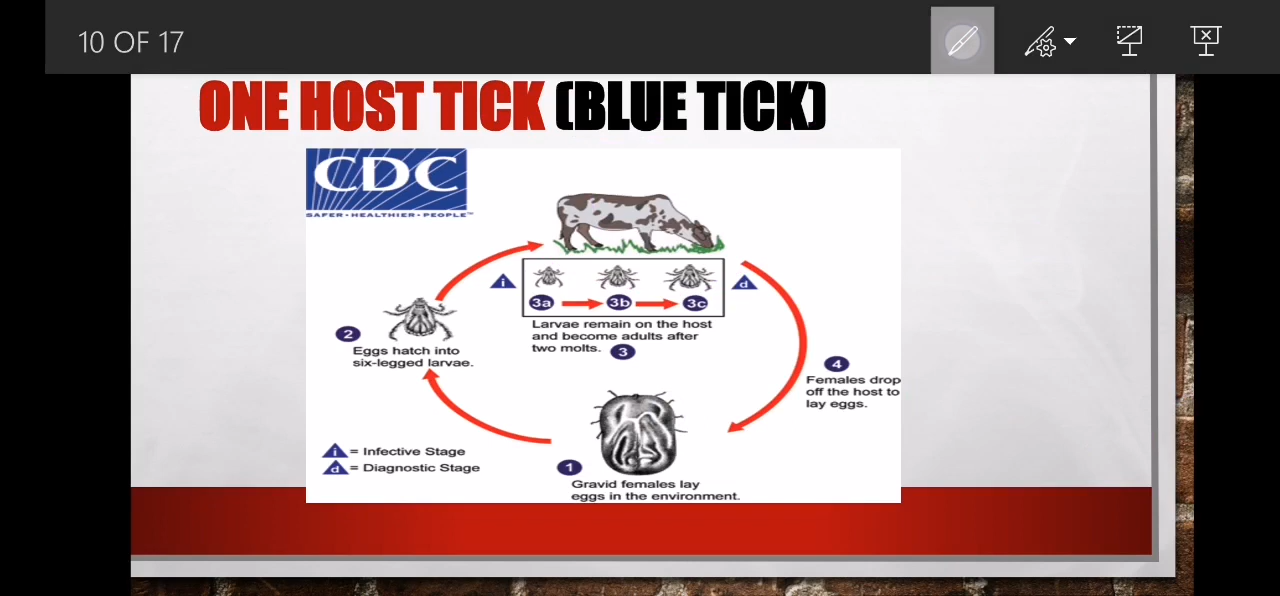 10 OF 17
ONE HOST TICK (BLUE TICK)
CDC
SAFER • HEALTHIER • PEOPLE™
i
d
3a
3b
3c
Larvae remain on the host
and become adults after
two molts. 3
2
Eggs hatch into
six-legged larvae.
4
Females drop
off the host to
lay eggs.
i = Infective Stage
d = Diagnostic Stage
1
Gravid females lay
eggs in the environment.